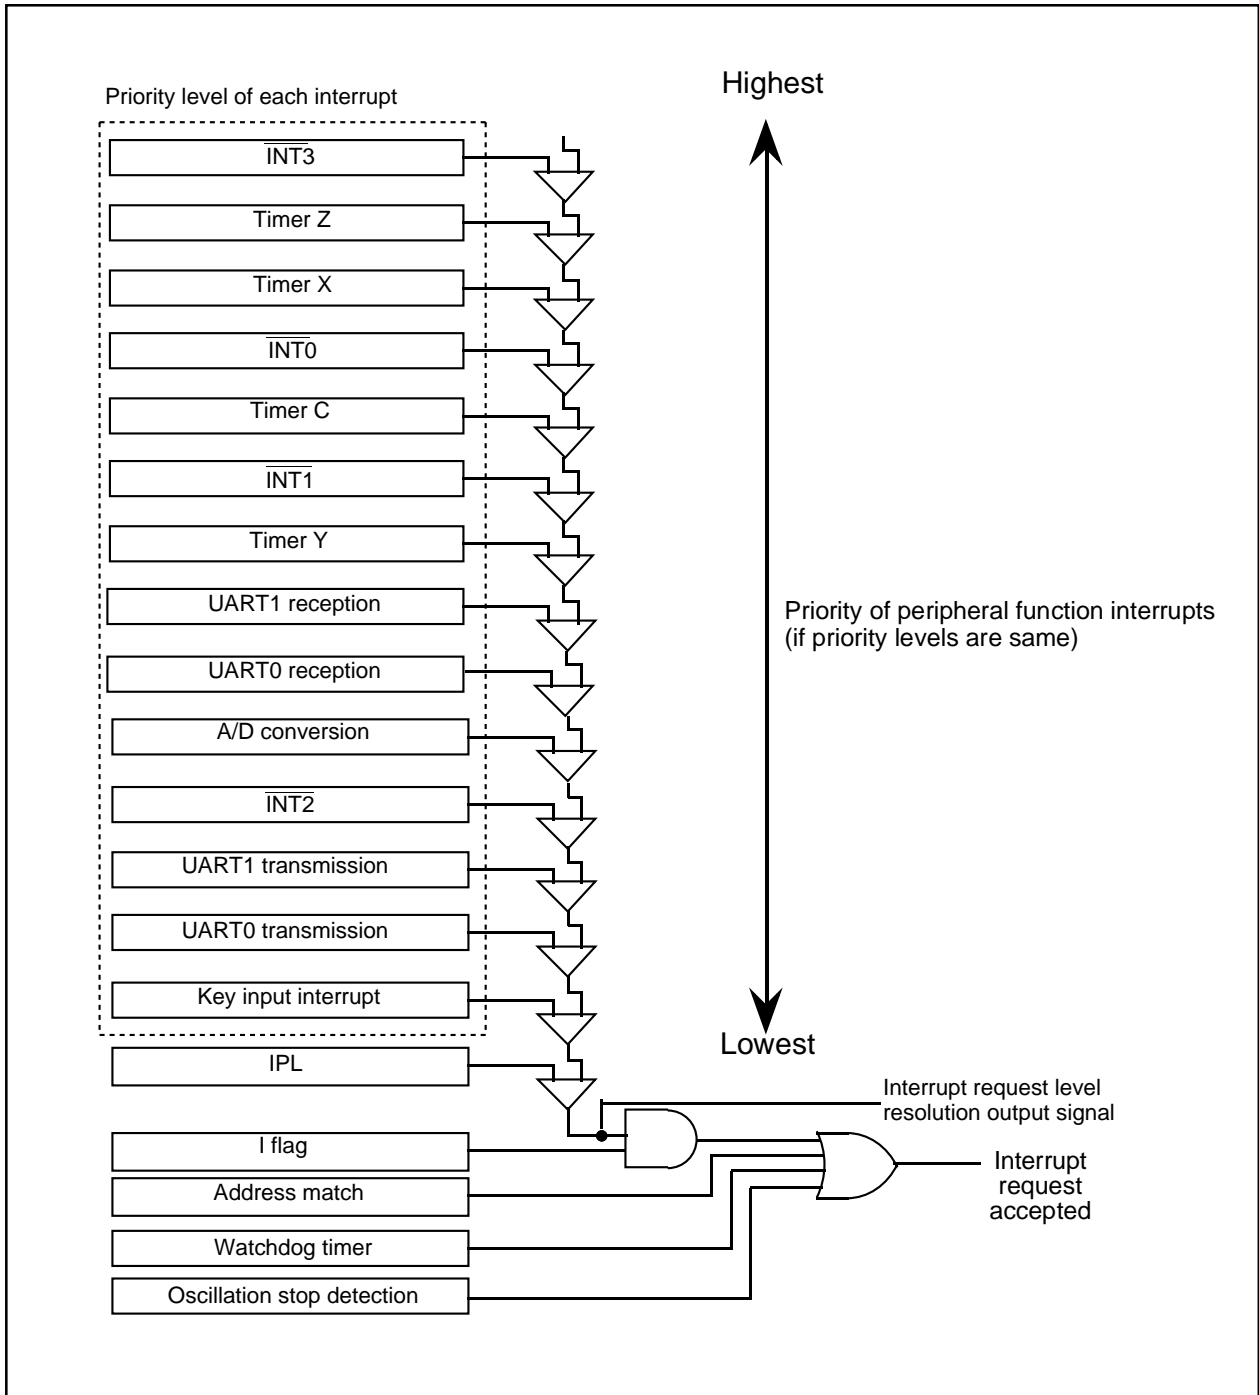 Highest
Priority level of each interrupt
INT3
Timer Z
Timer X
INT0
Timer C
INT1
Timer Y
UART1 reception
Priority of peripheral function interrupts
(if priority levels are same)
UART0 reception
A/D conversion
INT2
UART1 transmission
UART0 transmission
Key input interrupt
Lowest
IPL
Interrupt request level
resolution output signal
I flag
Interrupt
request
accepted
Address match
Watchdog timer
Oscillation stop detection